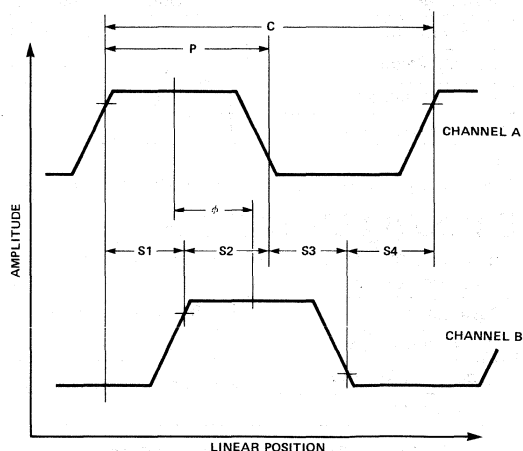 C
P
CHANNEL A
ϕ
S1 S2 S3 S4
AMPLITUDE
CHANNEL B
LINEAR POSITION